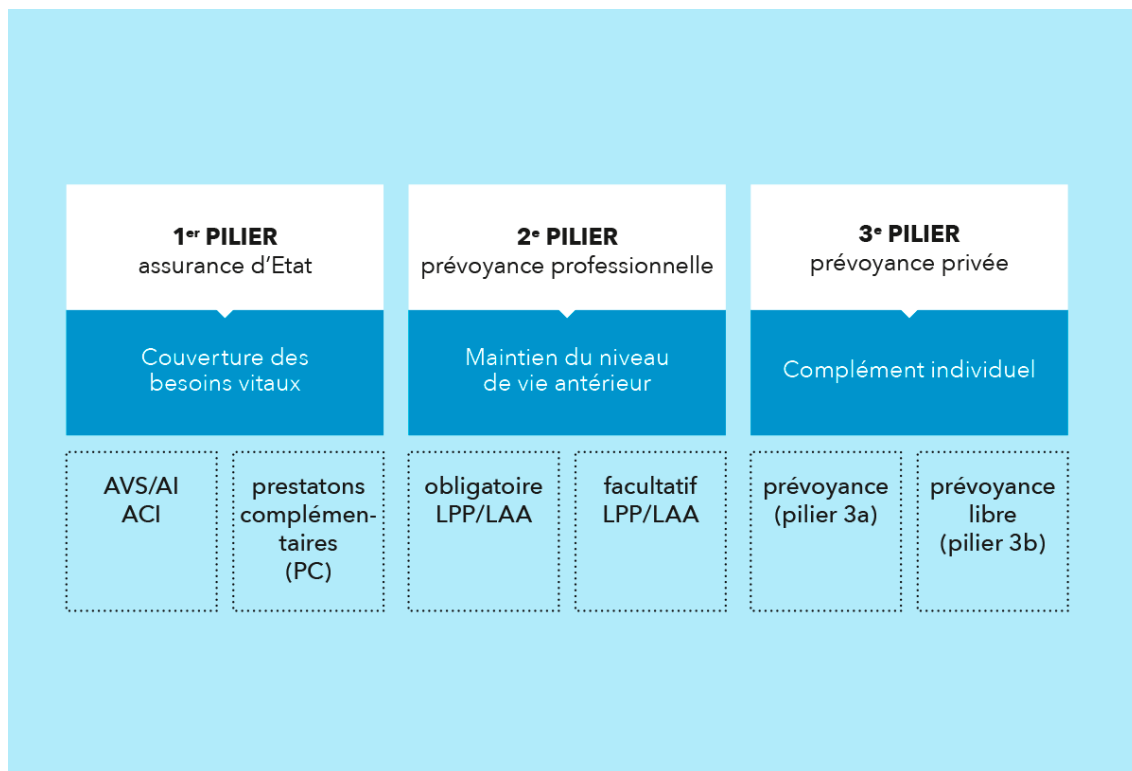 1er PILIER
assurance d’Etat
Couverture des
besoins vitaux
AVS/AI
ACI
prestatons
complémen-
taires
(PC)
2e PILIER
prévoyance professionnelle
Maintien du niveau
de vie antérieur
obligatoire
LPP/LAA
facultatif
LPP/LAA
3e PILIER
prévoyance privée
Complément individuel
prévoyance
(pilier 3a)
prévoyance
libre
(pilier 3b)